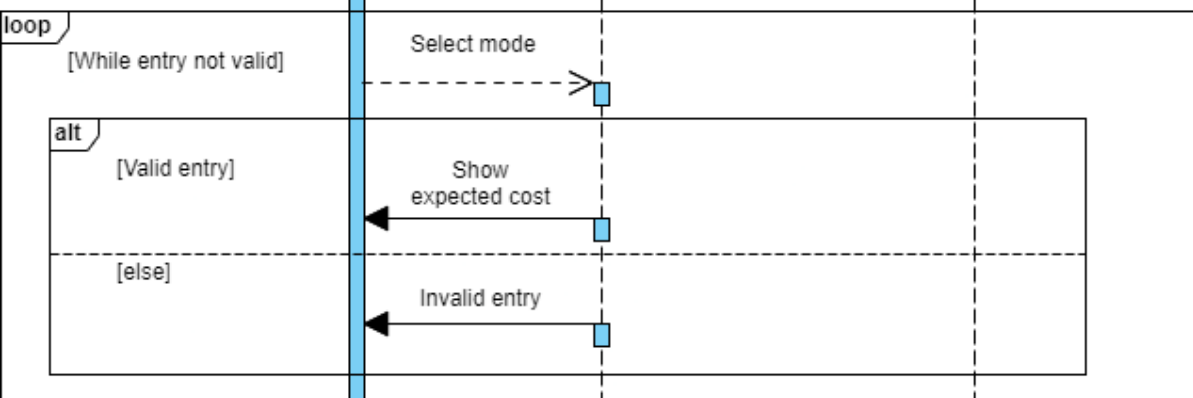 loop
Select mode
[While entry not valid]
alt
[Valid entry]
Show
expected cost
[else]
Invalid entry